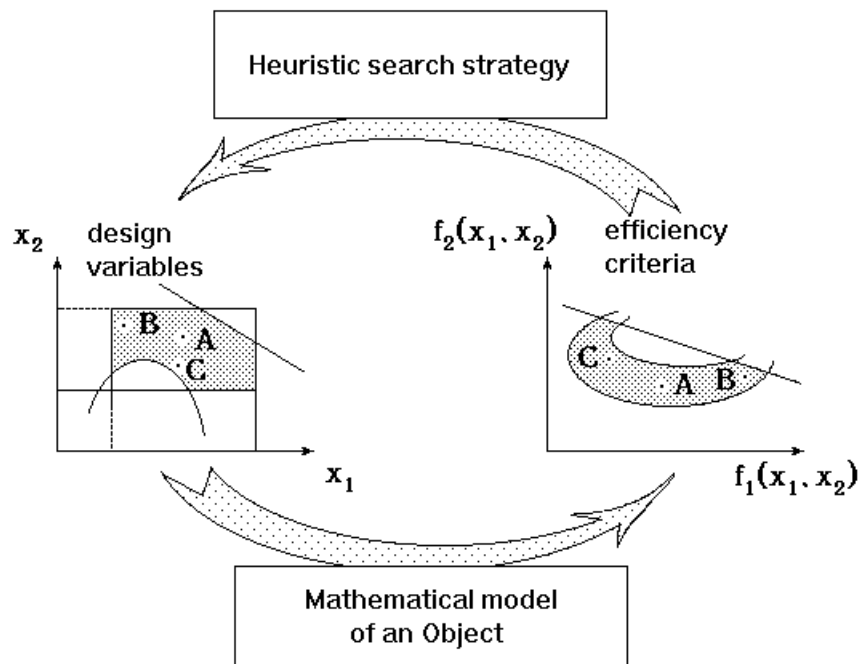 Heuristic search strategy
x₂
design
variables
B
A
C
x₁
f₂(x₁, x₂)
efficiency
criteria
C
A
B
f₁(x₁, x₂)
Mathematical model
of an Object